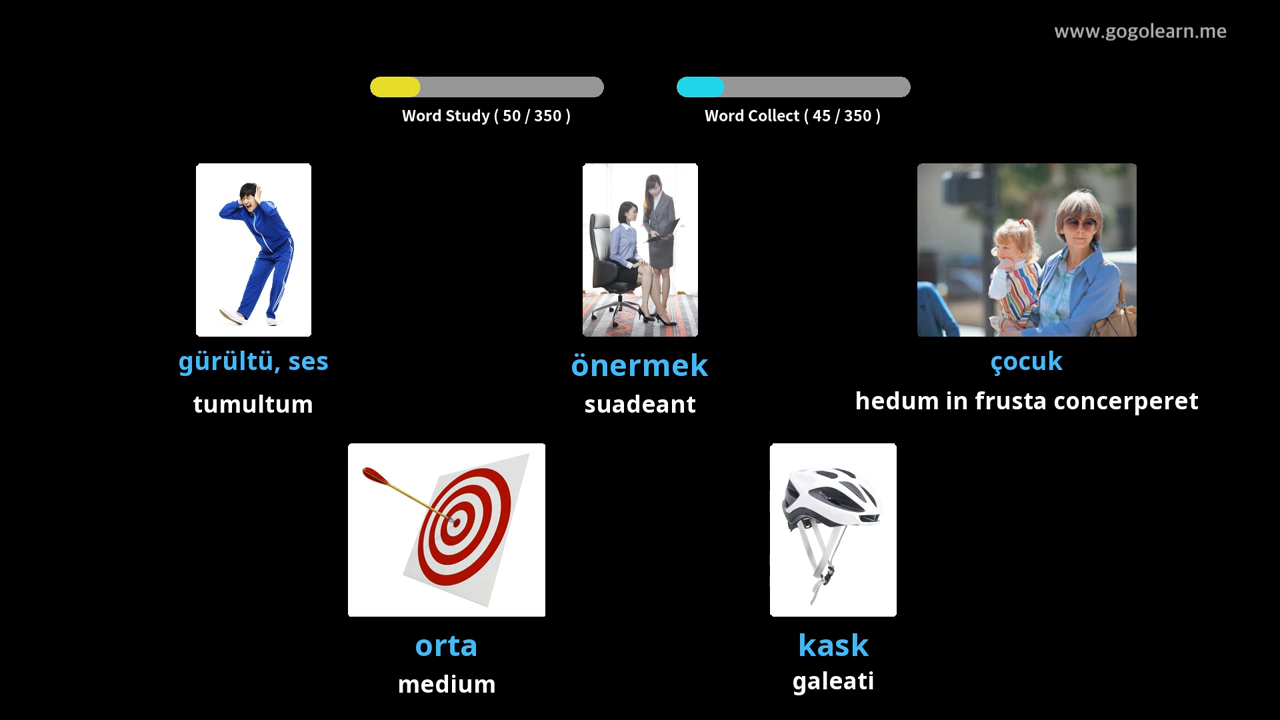 www.gogolearn.me
Word Study ( 50 / 350 )
Word Collect ( 45 / 350 )
gürültü, ses
tumultum
önermek
suadeant
çocuk
hedum in frusta concerperet
orta
medium
kask
galeati